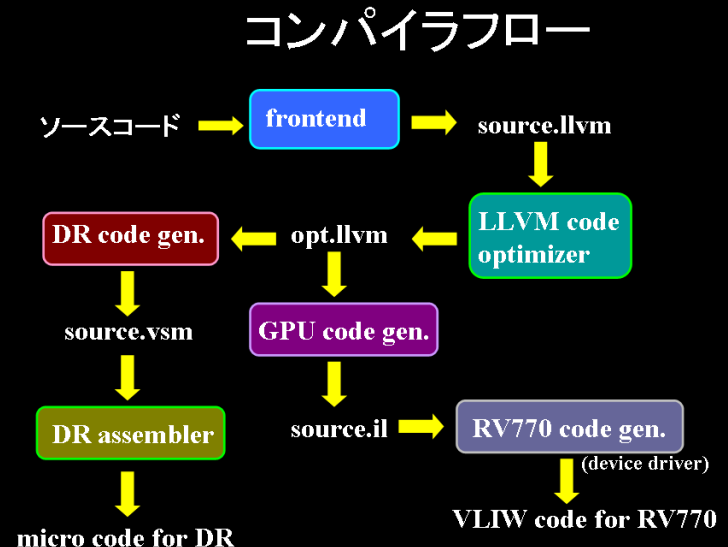 コンパイラフロー
ソースコード
frontend
source.llvm
DR code gen.
opt.llvm
LLVM code
optimizer
source.vsm
GPU code gen.
DR assembler
source.il
RV770 code gen.
(device driver)
micro code for DR
VLIW code for RV770